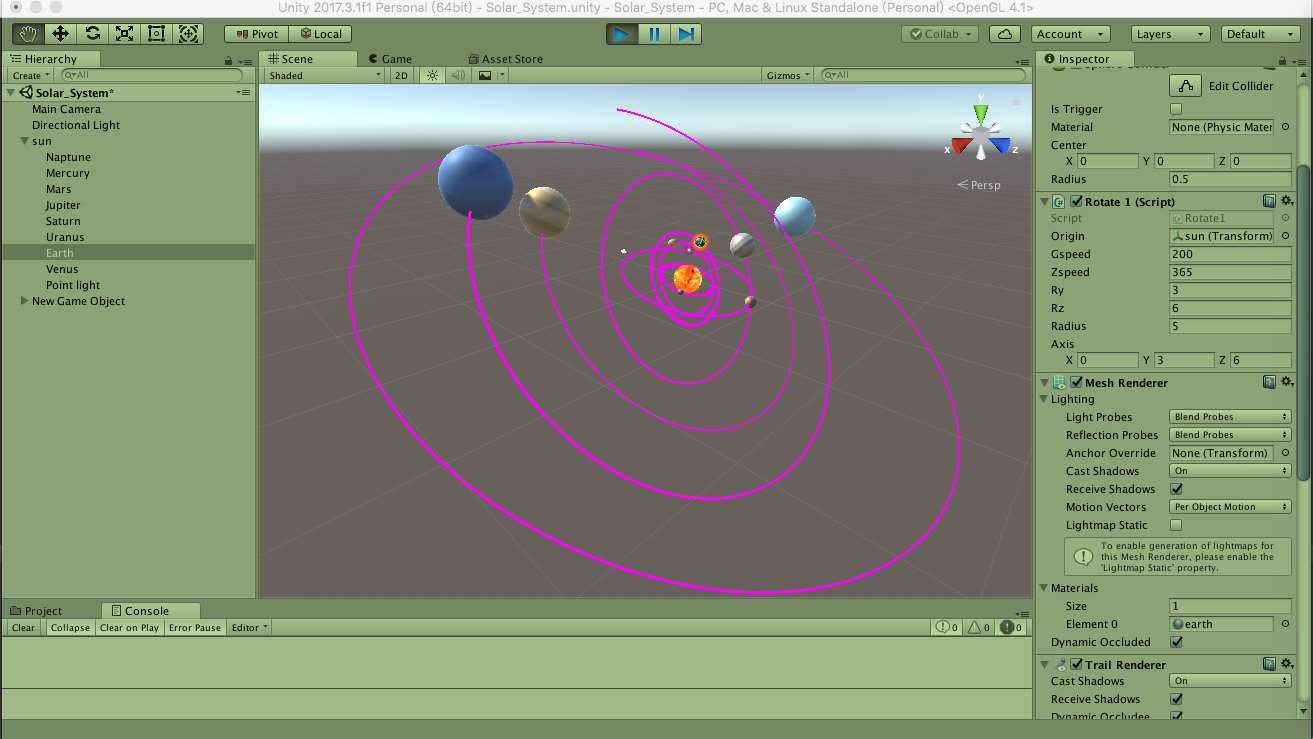 Unity 2017.3.1f1 Personal (64bit) - Solar_System.unity - Solar_System - PC, Mac & Linux Standalone (Personal) <OpenGL 4.1>
Pivot Local Collab Account Layers Default
Hierarchy
Create All
Solar_System*
Main Camera
Directional Light
sun
Naptune
Mercury
Mars
Jupiter
Saturn
Uranus
Earth
Venus
Point light
New Game Object
Scene Game Asset Store
Shaded 2D Gizmos All
y
x z
Persp
Inspector
Edit Collider
Is Trigger
Material None (Physic Mater
Center
X 0 Y 0 Z 0
Radius 0.5
Rotate 1 (Script)
Script Rotate1
Origin sun (Transform)
Gspeed 200
Zspeed 365
Ry 3
Rz 6
Radius 5
Axis
X 0 Y 3 Z 6
Mesh Renderer
Lighting
Light Probes Blend Probes
Reflection Probes Blend Probes
Anchor Override None (Transform)
Cast Shadows On
Receive Shadows
Motion Vectors Per Object Motion
Lightmap Static
To enable generation of lightmaps for
this Mesh Renderer, please enable the
'Lightmap Static' property.
Materials
Size 1
Element 0 earth
Dynamic Occluded
Trail Renderer
Cast Shadows On
Receive Shadows
Dynamic Occludee
Project Console
Clear Collapse Clear on Play Error Pause Editor 0 0 0